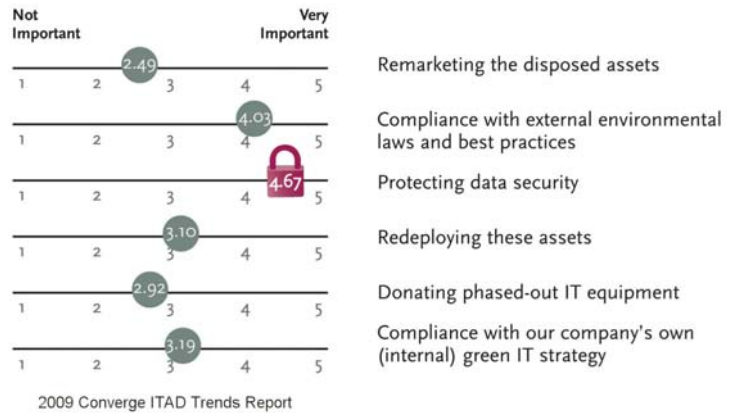 Not Very
Important Important
2.49
1 2 3 4 5
Remarketing the disposed assets
4.03
1 2 3 4 5
Compliance with external environmental
laws and best practices
4.67
1 2 3 4 5
Protecting data security
3.10
1 2 3 4 5
Redeploying these assets
2.92
1 2 3 4 5
Donating phased-out IT equipment
3.19
1 2 3 4 5
Compliance with our company's own
(internal) green IT strategy
2009 Converge ITAD Trends Report